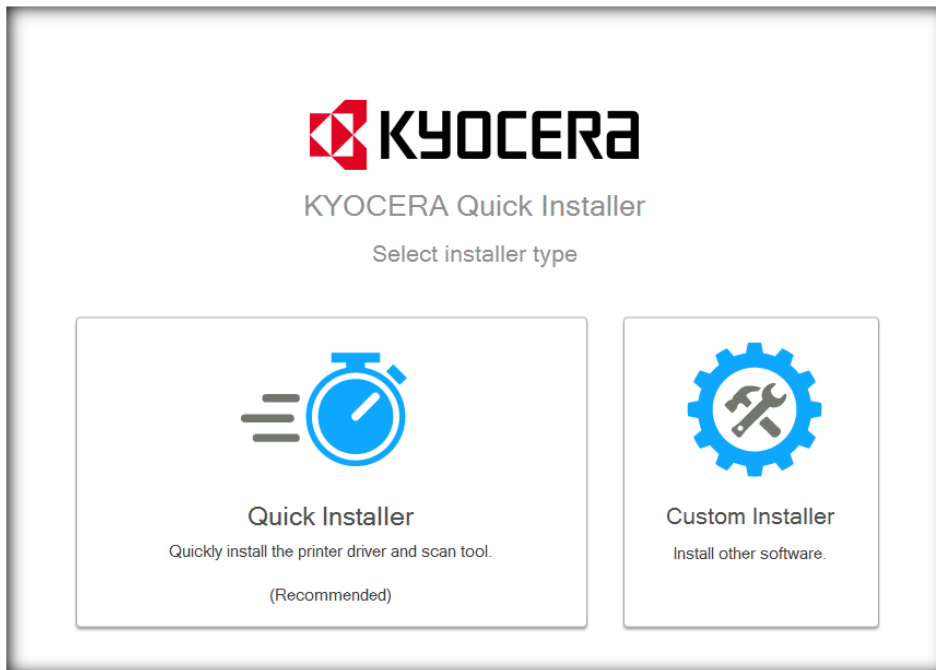 KYOCERA
KYOCERA Quick Installer
Select installer type
Quick Installer
Quickly install the printer driver and scan tool.
(Recommended)
Custom Installer
Install other software.